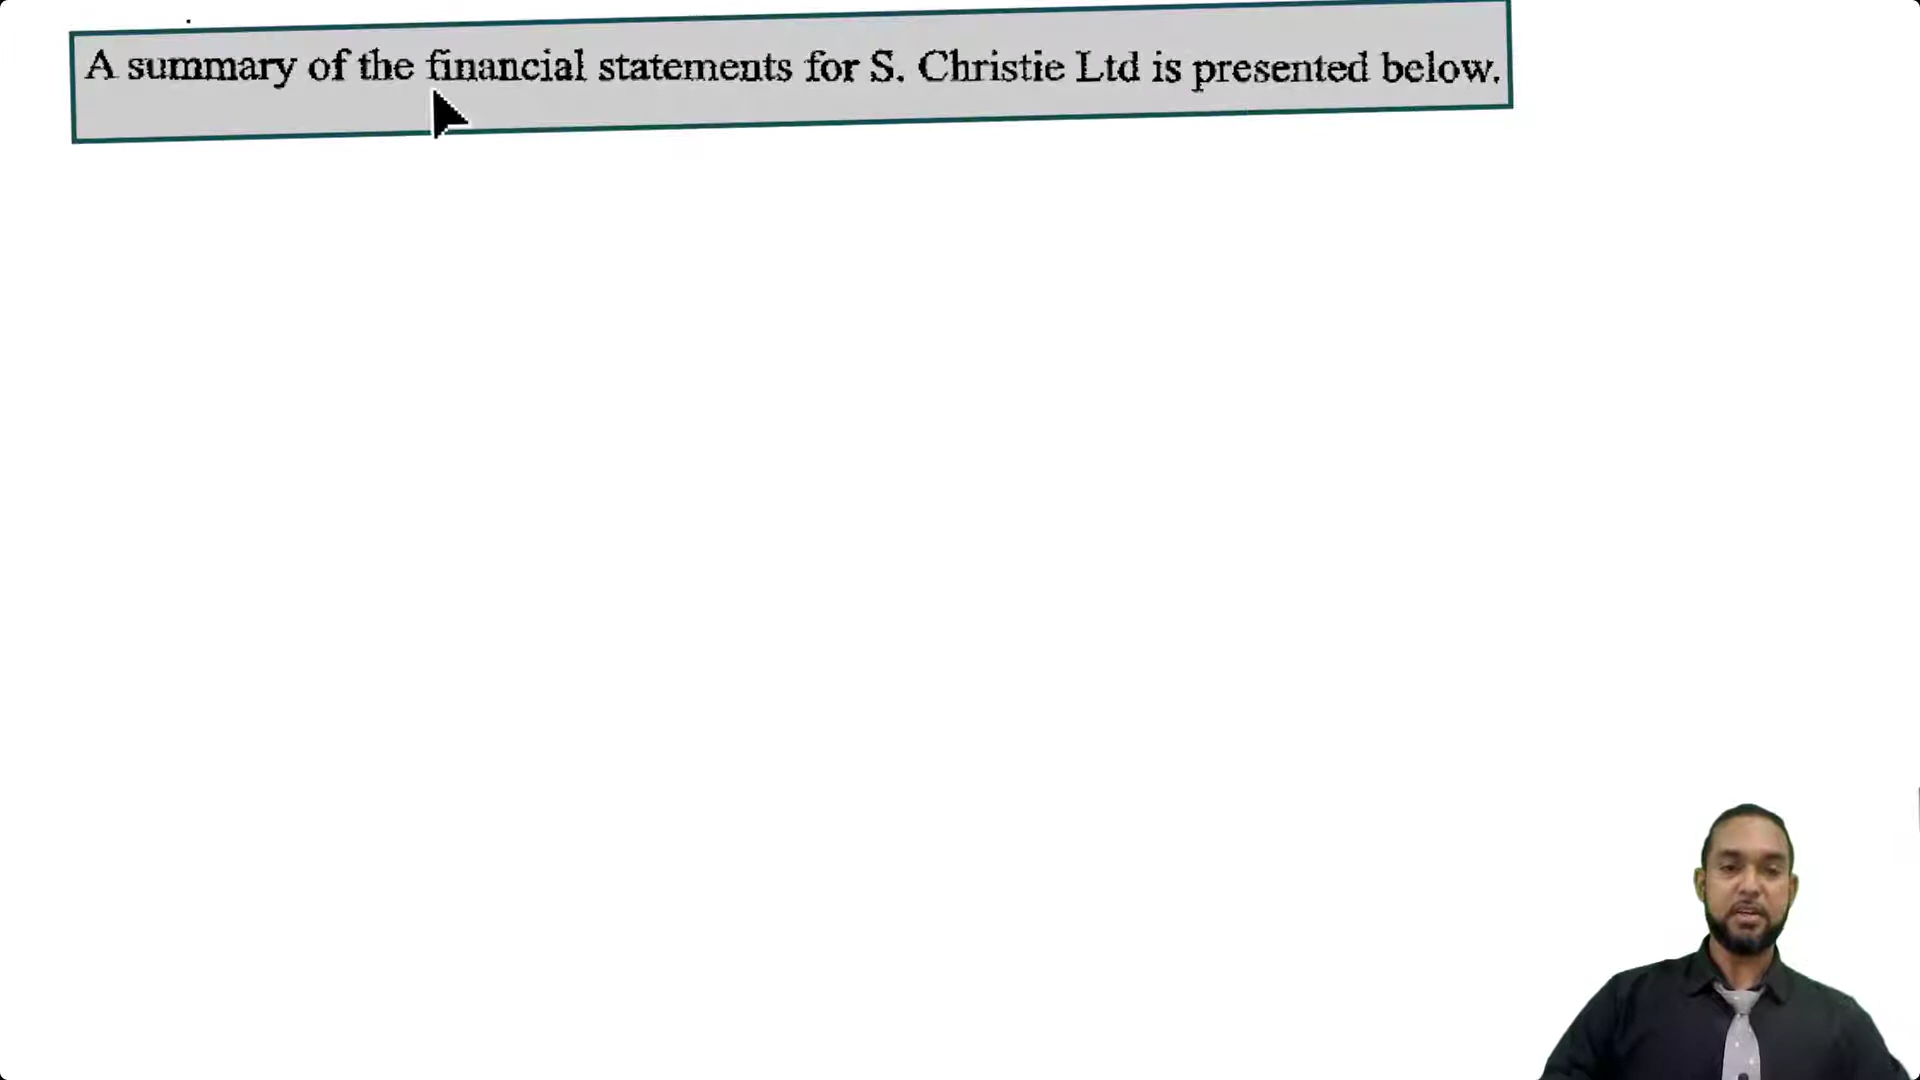 A summary of the financial statements for S. Christie Ltd is presented below.